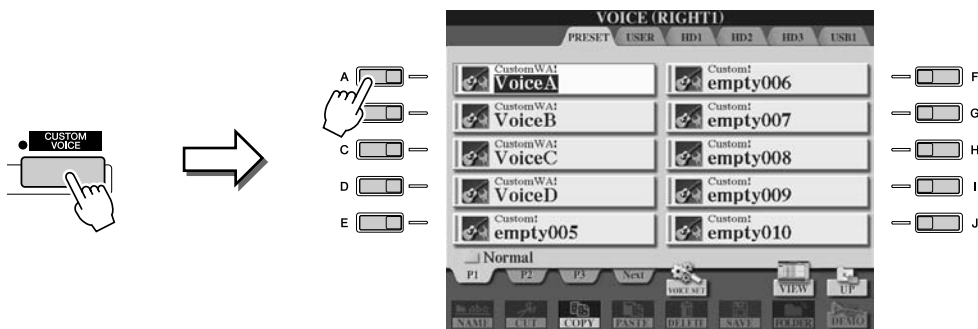 CUSTOM
VOICE
VOICE (RIGHT1)
PRESET USER HD1 HD2 HD3 USB1
A CustomWA! VoiceA
CustomWA! VoiceB
C CustomWA! VoiceC
D CustomWA! VoiceD
E Custom! empty005
Custom! empty006 F
Custom! empty007 G
Custom! empty008 H
Custom! empty009 I
Custom! empty010 J
Normal
P1 P2 P3 Next
VOICE SET VIEW UP
NAME CUT COPY PASTE DELETE SAVE FOLDER DEMO